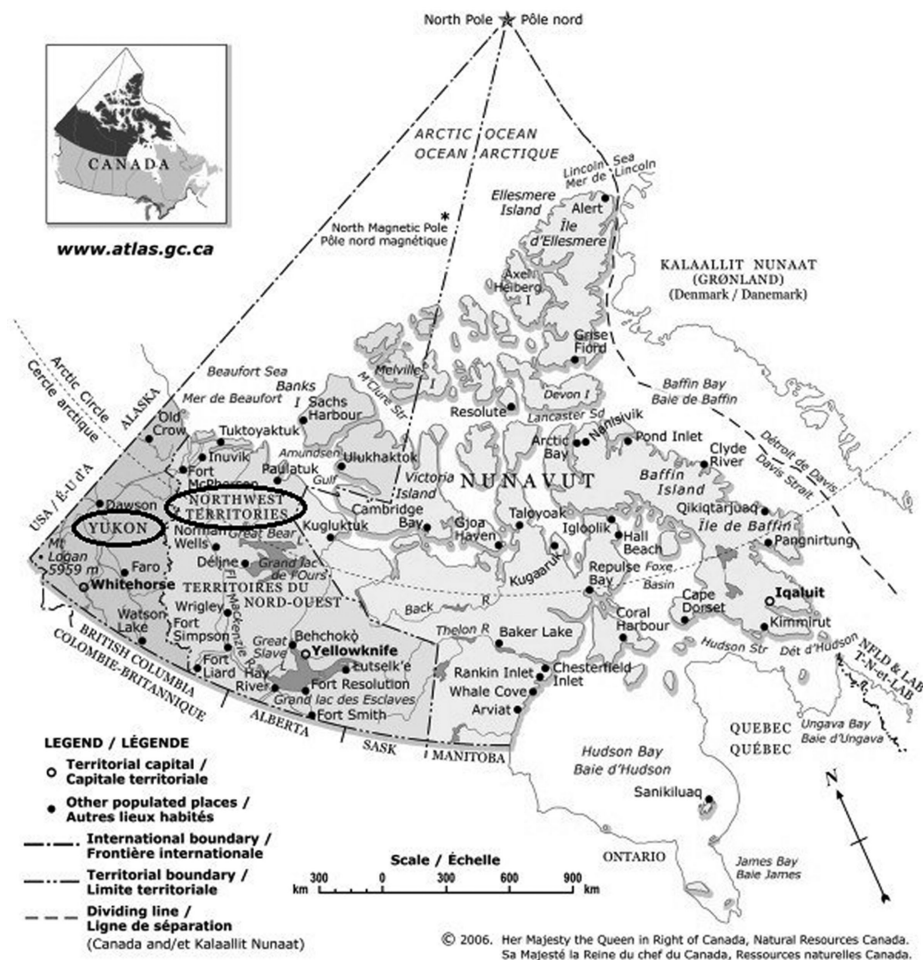 North Pole Pôle nord
ARCTIC OCEAN
OCEAN ARCTIQUE
CANADA
www.atlas.gc.ca
Lincoln Sea
Mer de Lincoln
Ellesmere
Island
Alert
Île
d'Ellesmere
*
North Magnetic Pole
Pôle nord magnétique
KALAALLIT NUNAAT
(GRØNLAND)
(Denmark / Danemark)
Axel
Heiberg
I
Grise
Fiord
Arctic Circle
Cercle arctique
Beaufort Sea
Mer de Beaufort
ALASKA
Banks
I
Sachs
Harbour
Melville
I
M'Clure Str
Resolute
Devon I
Lancaster Sd
Baffin Bay
Baie de Baffin
Détroit de Davis
Davis Strait
Old
Crow
Tuktoyaktuk
Inuvik
Fort
McPherson
Paulatuk
Amundsen
Gulf
Ulukhaktok
Victoria
Island
NUNAVUT
Arctic
Bay
Nanisivik
Pond Inlet
Clyde
River
Baffin
Island
USA / É-U d'A
Dawson
YUKON
NORTHWEST
TERRITORIES
Kugluktuk
Cambridge
Bay
Gjoa
Haven
Taloyoak
Igloolik
Hall
Beach
Qikiqtarjuaq
Île de Baffin
Pangnirtung
Mt
Logan
5959 m
Faro
Whitehorse
Norman
Wells
Great Bear
Déline
Grand lac
de l'Ours
TERRITOIRES DU
NORD-OUEST
Kugaaruk
Repulse
Bay
Foxe
Basin
Cape
Dorset
Iqaluit
Kimmirut
Watson
Lake
Wrigley
Fort
Simpson
Mackenzie R
Back R
Great
Slave
Behchokò
Yellowknife
Łutselk'e
Thelon R
Baker Lake
Coral
Harbour
Hudson Str Dét d'Hudson
Fort
Liard
Hay
River
Fort Resolution
Grand lac des Esclaves
Fort Smith
Rankin Inlet
Chesterfield
Inlet
Whale Cove
Arviat
NFLD & LAB
T-N-et-LAB
BRITISH COLUMBIA
COLOMBIE-BRITANNIQUE
ALBERTA
SASK
MANITOBA
QUEBEC
QUÉBEC
Ungava Bay
Baie d'Ungava
Hudson Bay
Baie d'Hudson
Sanikiluaq
ONTARIO
James Bay
Baie James
N
LEGEND / LÉGENDE
Territorial capital /
Capitale territoriale
Other populated places /
Autres lieux habités
International boundary /
Frontière internationale
Territorial boundary /
Limite territoriale
Dividing line /
Ligne de séparation
(Canada and/et Kalaallit Nunaat)
Scale / Échelle
km 300 0 300 600 900 km
© 2006. Her Majesty the Queen in Right of Canada, Natural Resources Canada.
Sa Majesté la Reine du chef du Canada, Ressources naturelles Canada.